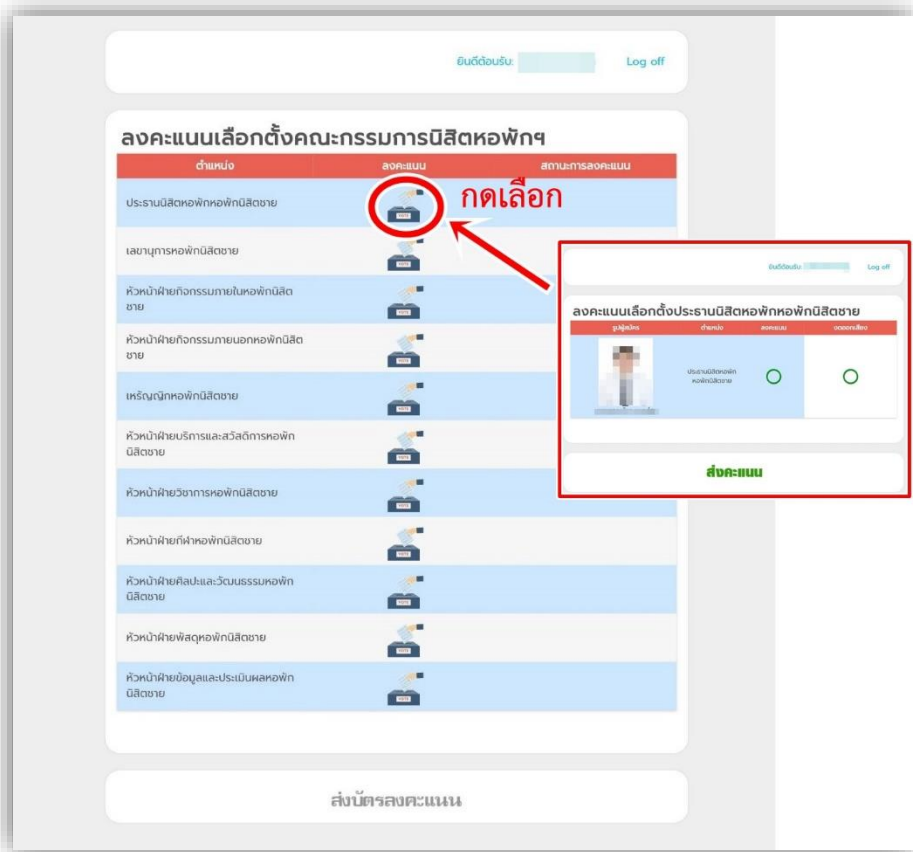 ยินดีต้อนรับ:
Log off
ลงคะแนนเลือกตั้งคณะกรรมการนิสิตหอพักฯ
ตำแหน่ง ลงคะแนน สถานะการลงคะแนน
ประธานนิสิตหอพักหอพักนิสิตชาย
VOTE
กดเลือก
เลขานุการหอพักนิสิตชาย
VOTE
หัวหน้าฝ่ายกิจกรรมภายในหอพักนิสิต
ชาย
VOTE
หัวหน้าฝ่ายกิจกรรมภายนอกหอพักนิสิต
ชาย
VOTE
เหรัญญิกหอพักนิสิตชาย
VOTE
หัวหน้าฝ่ายบริการและสวัสดิการหอพัก
นิสิตชาย
VOTE
หัวหน้าฝ่ายวิชาการหอพักนิสิตชาย
VOTE
หัวหน้าฝ่ายกีฬาหอพักนิสิตชาย
VOTE
หัวหน้าฝ่ายศิลปะและวัฒนธรรมหอพัก
นิสิตชาย
VOTE
หัวหน้าฝ่ายพัสดุหอพักนิสิตชาย
VOTE
หัวหน้าฝ่ายข้อมูลและประเมินผลหอพัก
นิสิตชาย
VOTE
ส่งบัตรลงคะแนน
ยินดีต้อนรับ
Log off
ลงคะแนนเลือกตั้งประธานนิสิตหอพักหอพักนิสิตชาย
รูปผู้สมัคร ตำแหน่ง ลงคะแนน งดออกเสียง
ประธานนิสิตหอพัก
หอพักนิสิตชาย
ส่งคะแนน